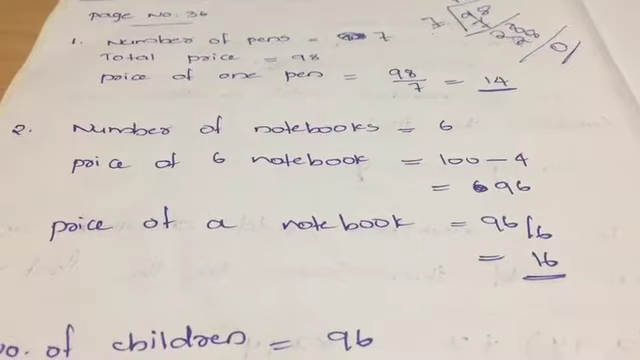 page No: 36
1. Number of pens = 7
Total price = 98
price of one pen = 98/7 = 14
2. Number of notebooks = 6
price of 6 notebook = 100 - 4
= 96
price of a notebook = 96/6
= 16
No. of children = 96